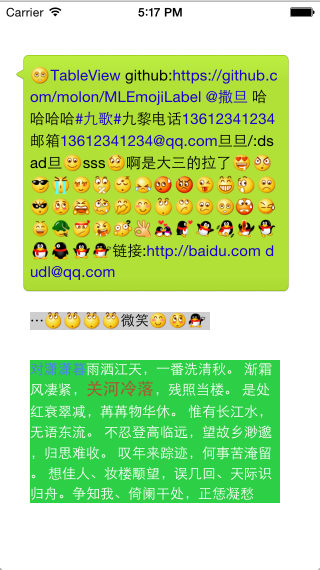 Carrier 5:17 PM
TableView github:https://github.c
om/molon/MLEmojiLabel @撒旦 哈
哈哈哈哈#九歌#九黎电话13612341234
邮箱13612341234@qq.com旦旦/:ds
ad旦sss啊是大三的拉了
链接:http://baidu.com d
udl@qq.com
…微笑
对潇潇暮雨洒江天，一番洗清秋。 渐霜
风凄紧，关河冷落，残照当楼。 是处
红衰翠减，苒苒物华休。 惟有长江水，
无语东流。 不忍登高临远，望故乡渺邈
，归思难收。 叹年来踪迹，何事苦淹留
。 想佳人、妆楼颙望，误几回、天际识
归舟。争知我、倚阑干处，正恁凝愁